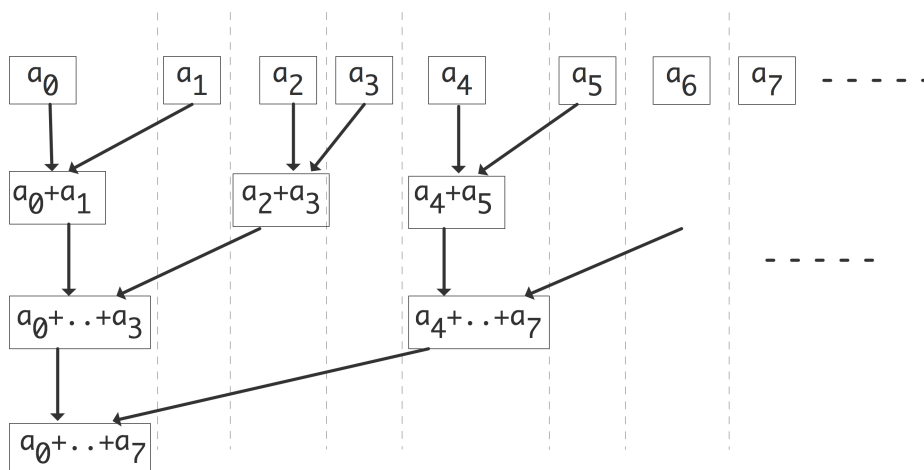 a₀ a₁ a₂ a₃ a₄ a₅ a₆ a₇
a₀+a₁ a₂+a₃ a₄+a₅
a₀+..+a₃ a₄+..+a₇
a₀+..+a₇